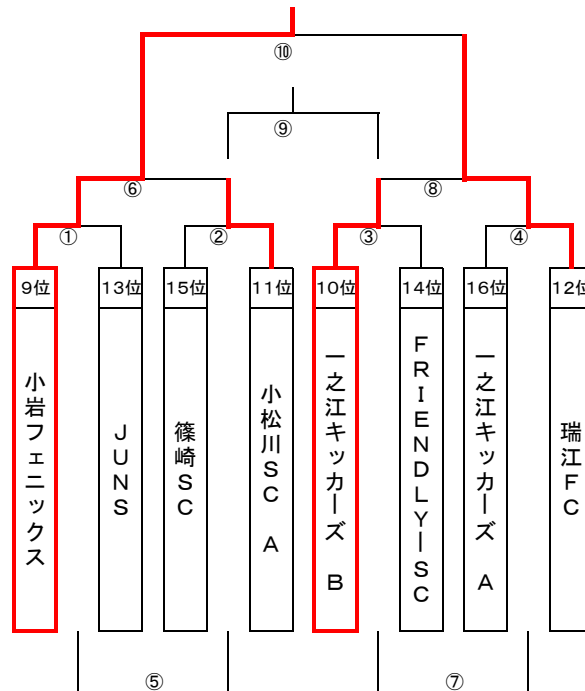 ⑩
⑨
⑥
⑧
①
②
③
④
9位
13位
15位
11位
10位
14位
16位
12位
小岩フェニックス
JUNS
篠崎SC
小松川SC A
一之江キッカーズ B
FRIENDLY-SC
一之江キッカーズ A
瑞江FC
⑤
⑦